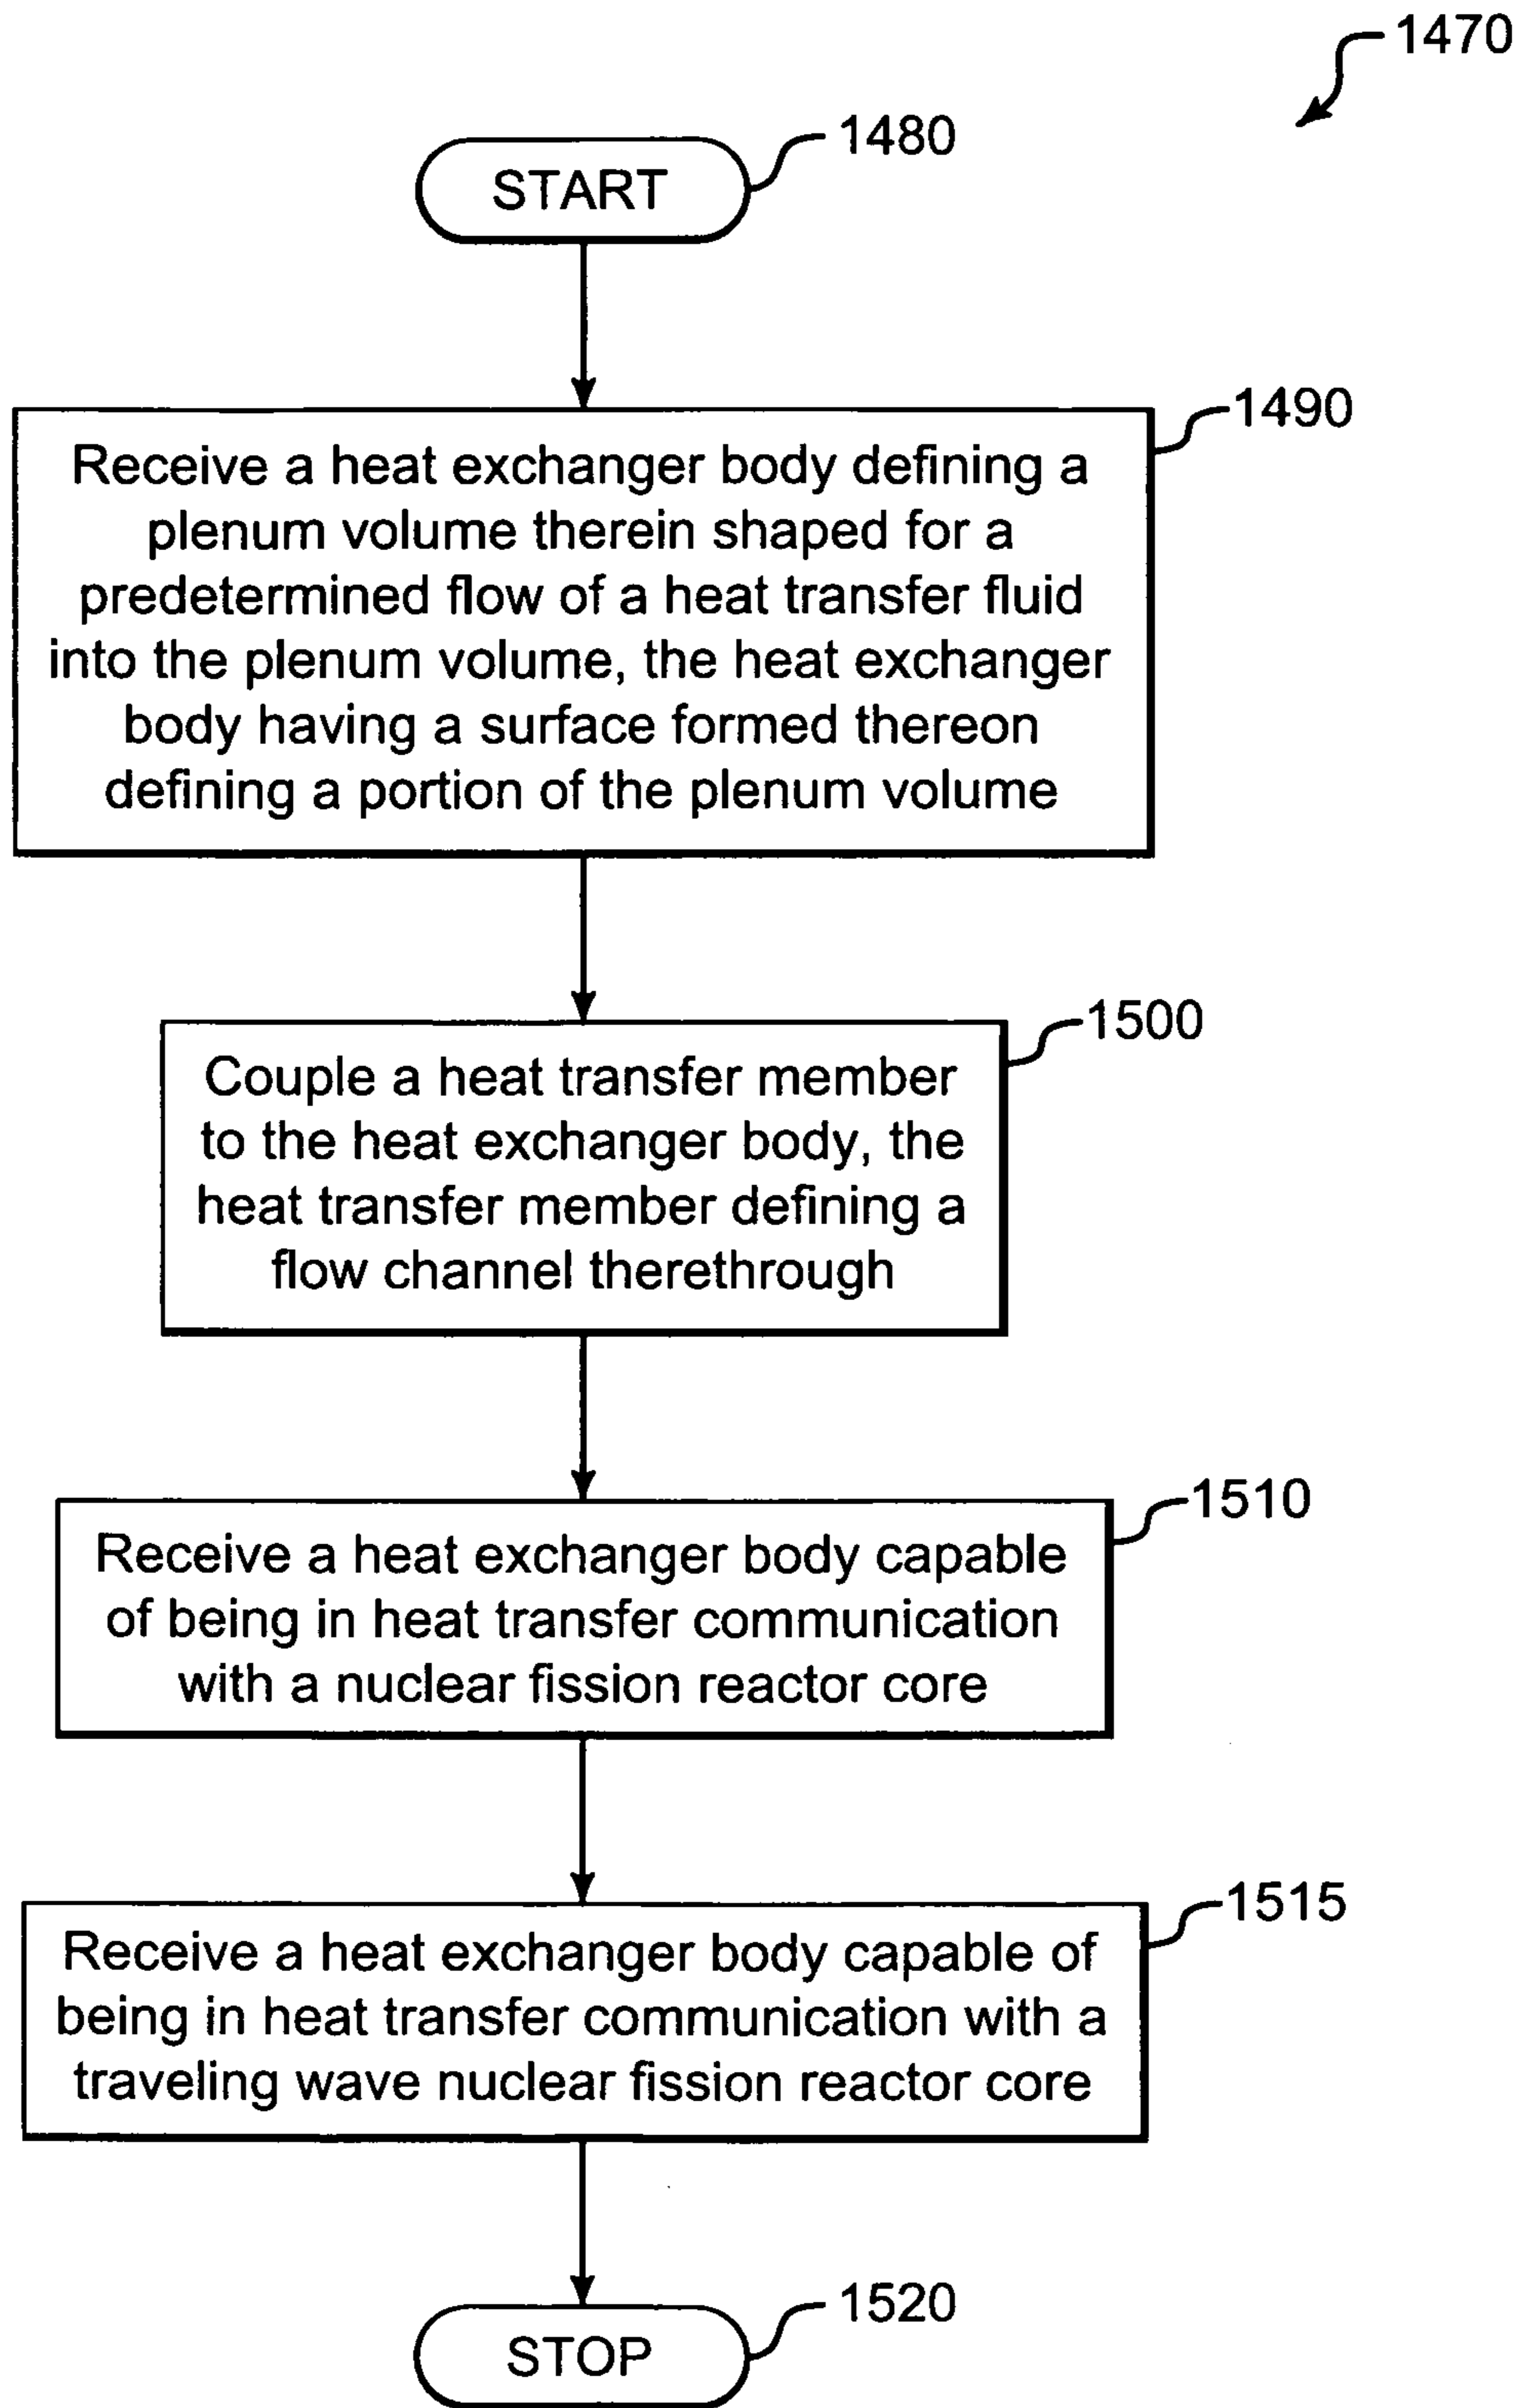 1470
1480
START
1490
Receive a heat exchanger body defining a
plenum volume therein shaped for a
predetermined flow of a heat transfer fluid
into the plenum volume, the heat exchanger
body having a surface formed thereon
defining a portion of the plenum volume
1500
Couple a heat transfer member
to the heat exchanger body, the
heat transfer member defining a
flow channel therethrough
1510
Receive a heat exchanger body capable
of being in heat transfer communication
with a nuclear fission reactor core
1515
Receive a heat exchanger body capable of
being in heat transfer communication with a
traveling wave nuclear fission reactor core
1520
STOP